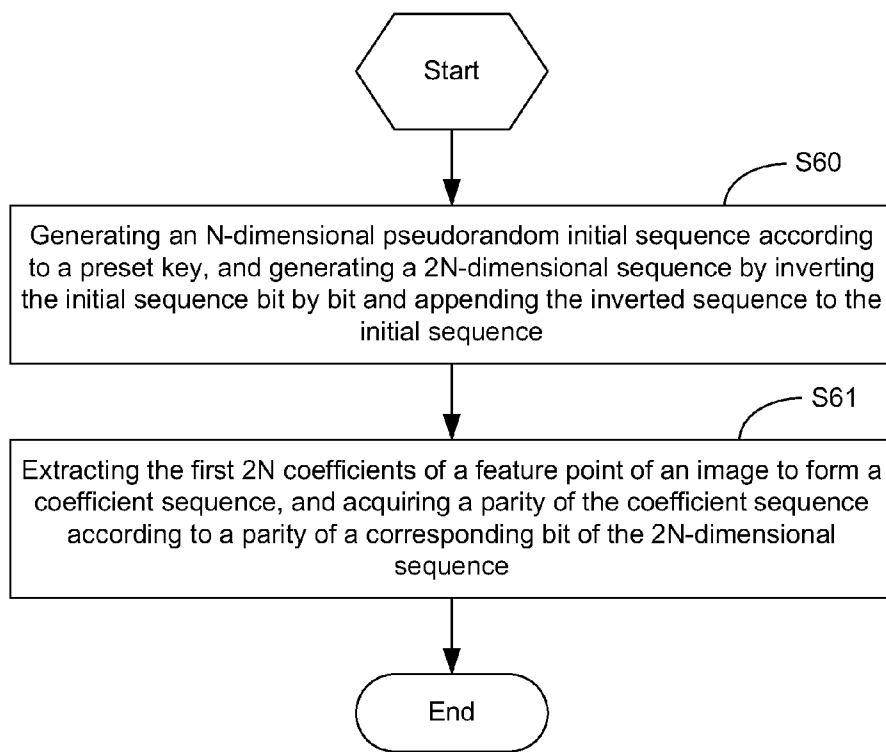 Start
S60
Generating an N-dimensional pseudorandom initial sequence according
to a preset key, and generating a 2N-dimensional sequence by inverting
the initial sequence bit by bit and appending the inverted sequence to the
initial sequence
S61
Extracting the first 2N coefficients of a feature point of an image to form a
coefficient sequence, and acquiring a parity of the coefficient sequence
according to a parity of a corresponding bit of the 2N-dimensional
sequence
End